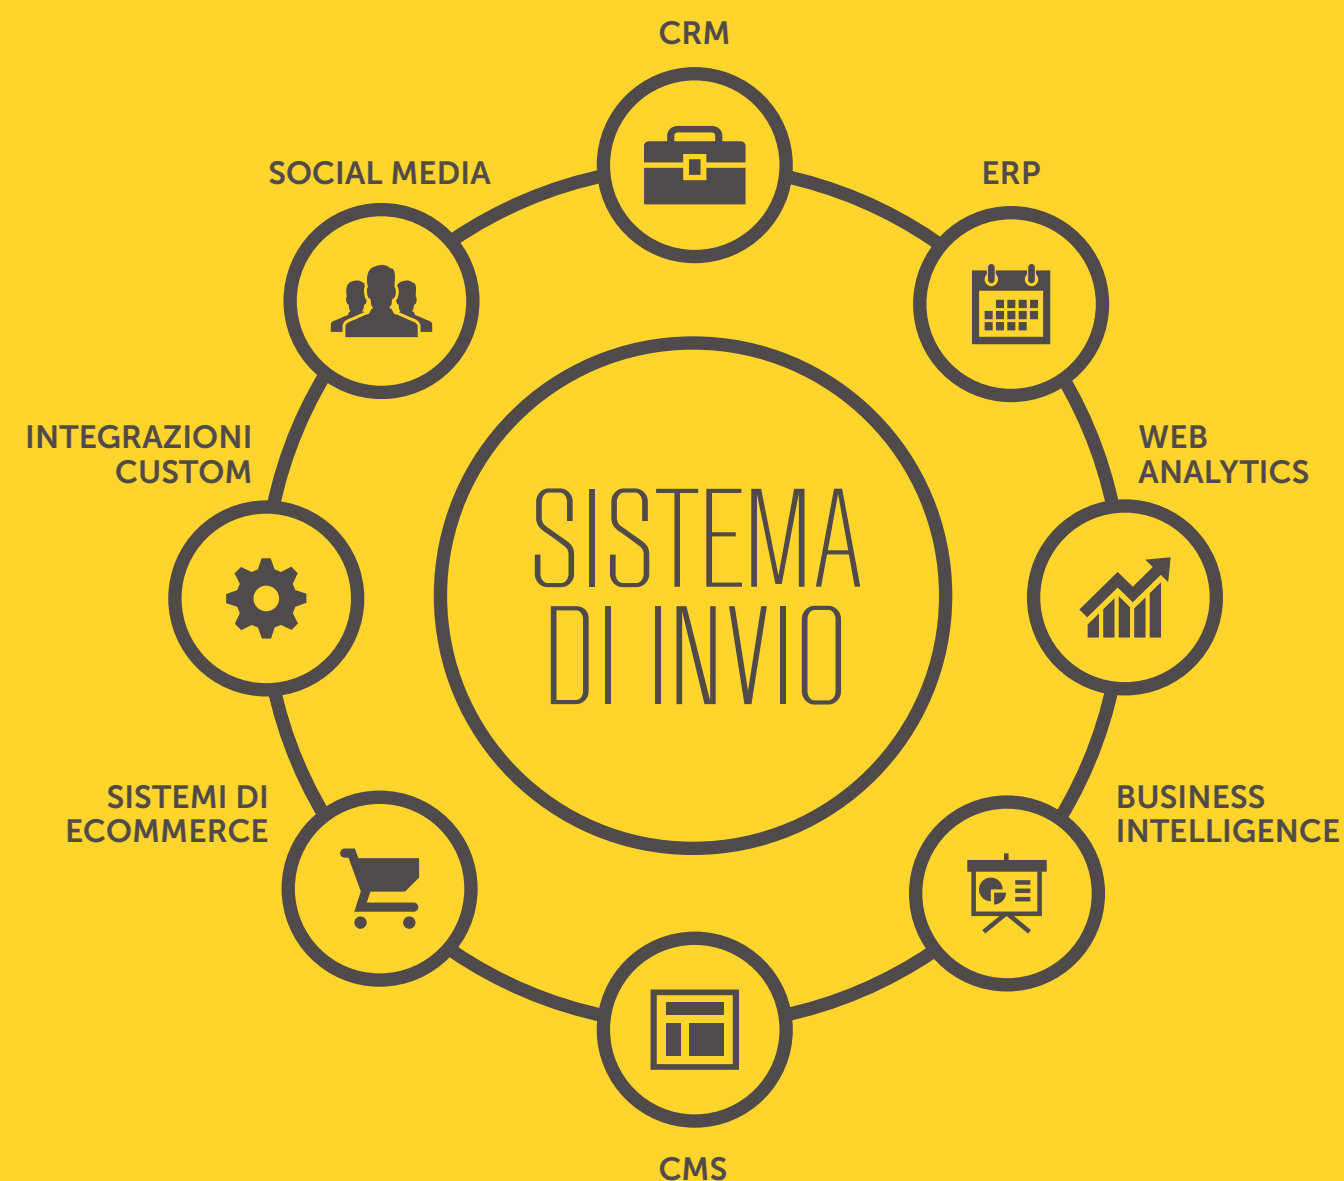 CRM
SOCIAL MEDIA
ERP
INTEGRAZIONI
CUSTOM
WEB
ANALYTICS
SISTEMA
DI INVIO
SISTEMI DI
ECOMMERCE
BUSINESS
INTELLIGENCE
CMS